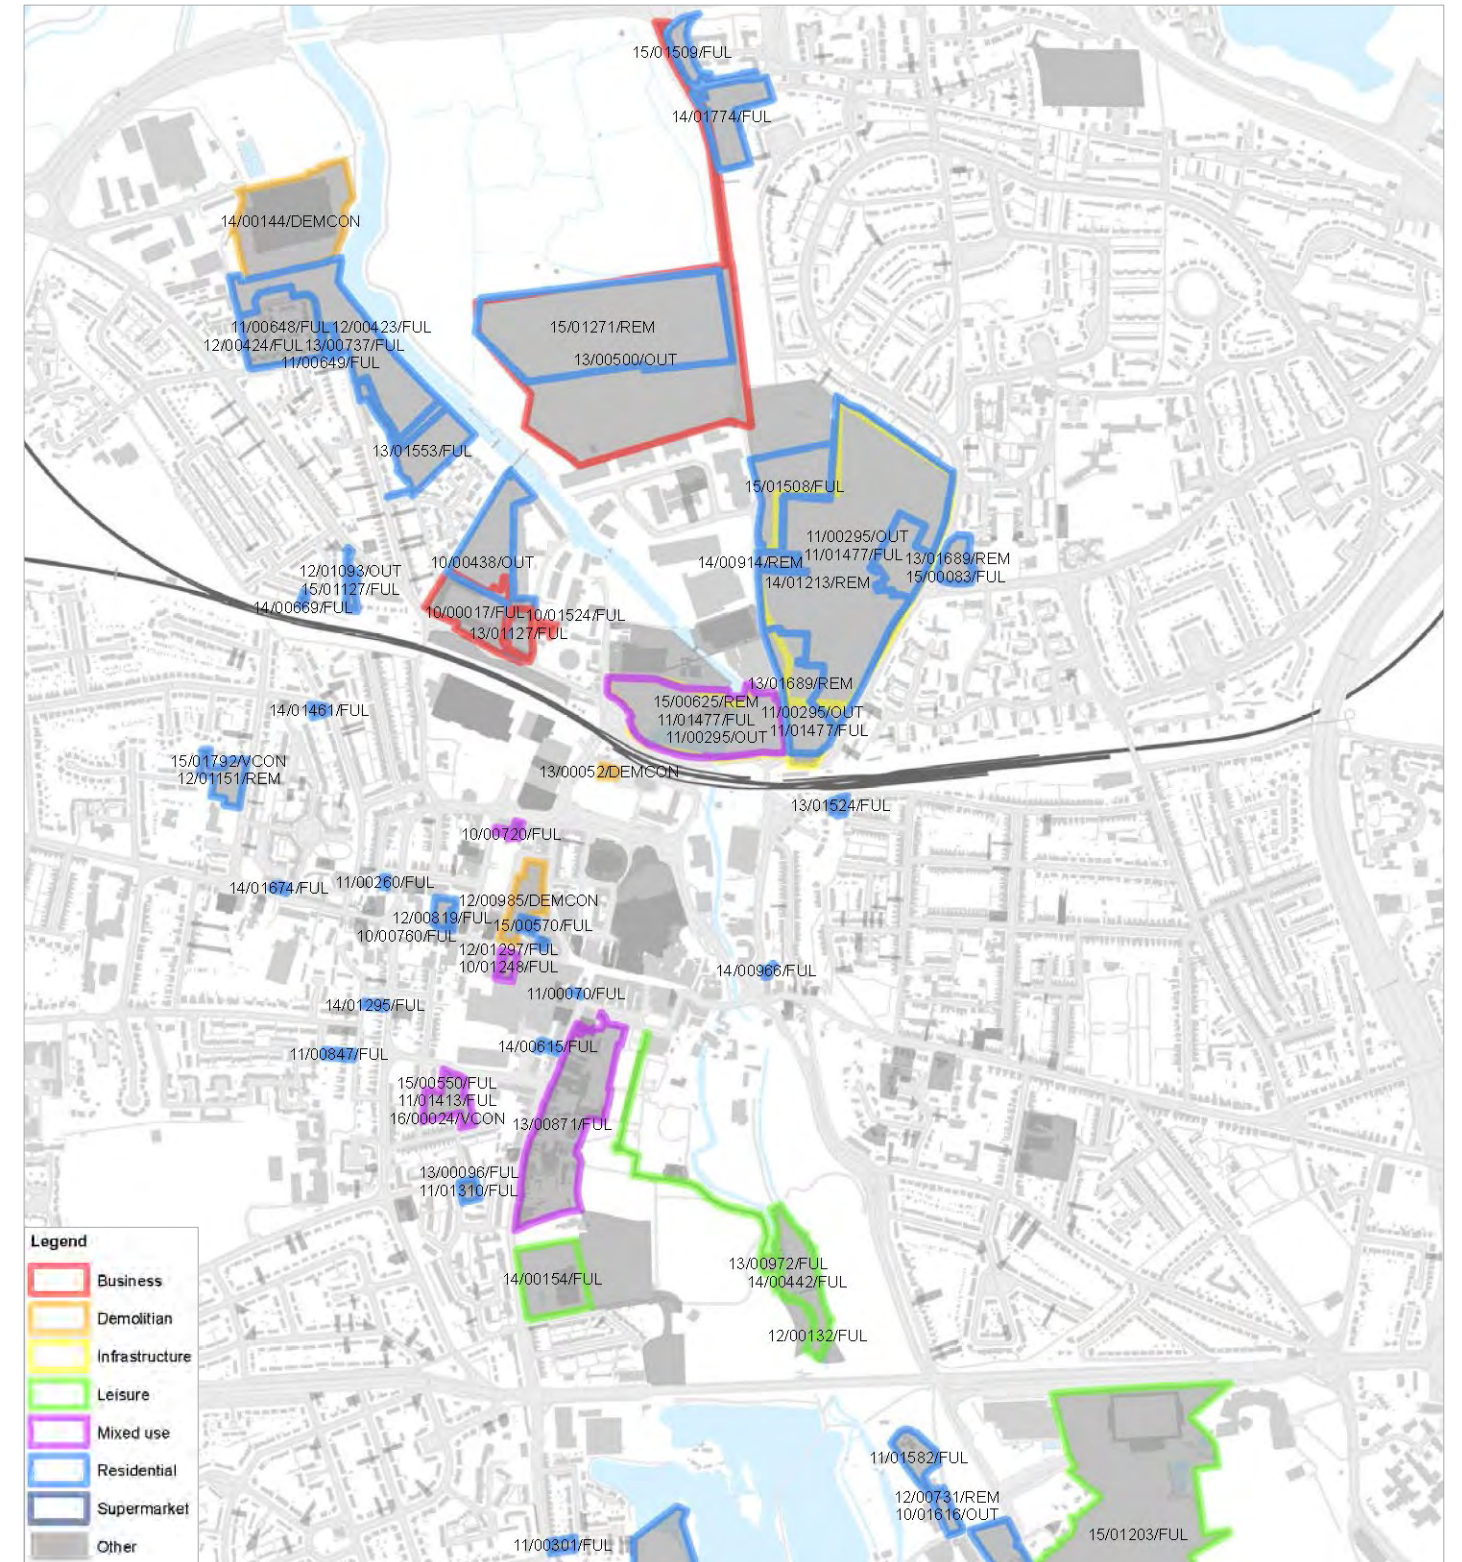 15/01509/FUL
14/01774/FUL
14/00144/DEMCON
11/00648/FUL 12/00423/FUL
12/00424/FUL 13/00737/FUL
11/00649/FUL
15/01271/REM
13/00500/OUT
13/01553/FUL
15/01508/FUL
11/00295/OUT
11/01477/FUL
14/00914/REM
14/01213/REM
13/01689/REM
15/00083/FUL
10/00438/OUT
12/01093/OUT
15/01127/FUL
14/00669/FUL
10/00017/FUL 10/01524/FUL
13/01127/FUL
13/01689/REM
15/00625/REM
11/01477/FUL
11/00295/OUT
11/00295/OUT
11/01477/FUL
14/01461/FUL
15/01792/VCON
12/01151/REM
13/00052/DEMCON
13/01524/FUL
10/00720/FUL
14/01674/FUL
11/00260/FUL
12/00985/DEMCON
12/00819/FUL
15/00570/FUL
10/00760/FUL
12/01297/FUL
10/01248/FUL
14/00966/FUL
11/00070/FUL
14/01295/FUL
14/00615/FUL
11/00847/FUL
15/00550/FUL
11/01413/FUL
16/00024/VCON
13/00871/FUL
13/00096/FUL
11/01310/FUL
14/00154/FUL
13/00972/FUL
14/00442/FUL
12/00132/FUL
11/01582/FUL
12/00731/REM
10/01616/OUT
15/01203/FUL
11/00301/FUL
Legend
Business
Demolitian
Infrastructure
Leisure
Mixed use
Residential
Supermarket
Other